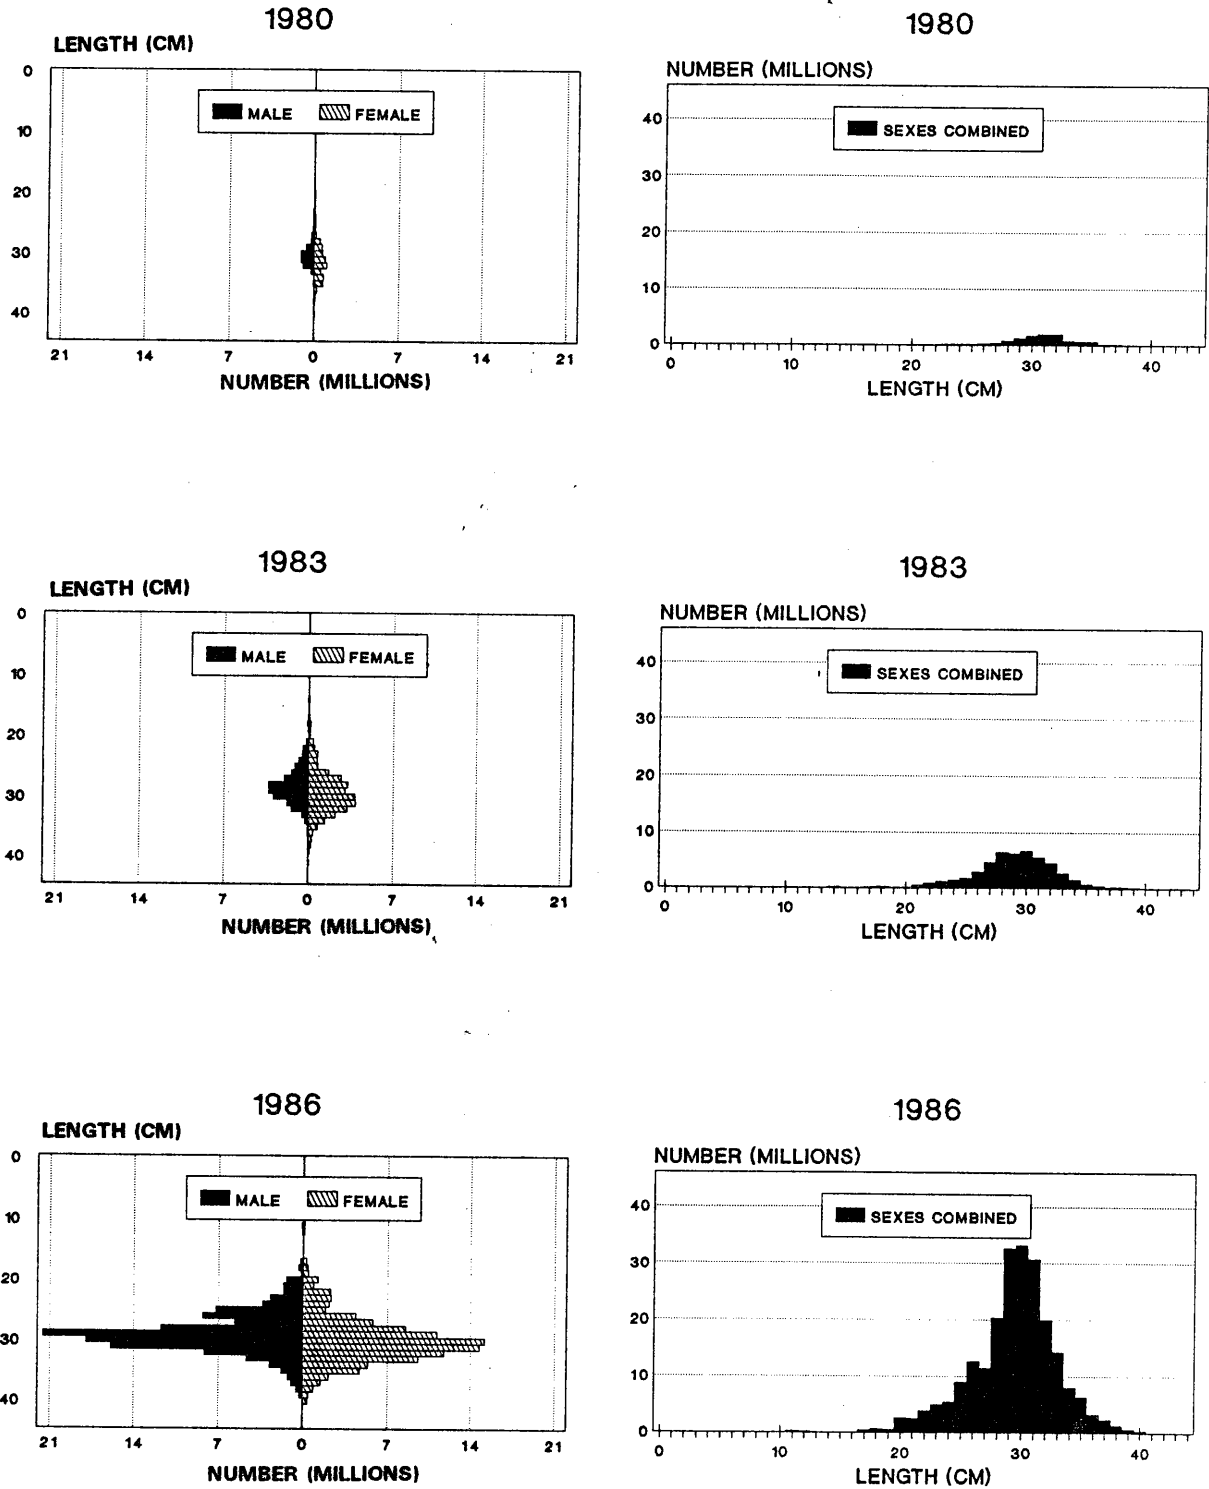 1980
LENGTH (CM)
MALE FEMALE
0
10
20
30
40
21 14 7 0 7 14 21
NUMBER (MILLIONS)
1980
NUMBER (MILLIONS)
SEXES COMBINED
40
30
20
10
0
0 10 20 30 40
LENGTH (CM)
1983
LENGTH (CM)
MALE FEMALE
0
10
20
30
40
21 14 7 0 7 14 21
NUMBER (MILLIONS)
1983
NUMBER (MILLIONS)
SEXES COMBINED
40
30
20
10
0
0 10 20 30 40
LENGTH (CM)
1986
LENGTH (CM)
MALE FEMALE
0
10
20
30
40
21 14 7 0 7 14 21
NUMBER (MILLIONS)
1986
NUMBER (MILLIONS)
SEXES COMBINED
40
30
20
10
0
0 10 20 30 40
LENGTH (CM)